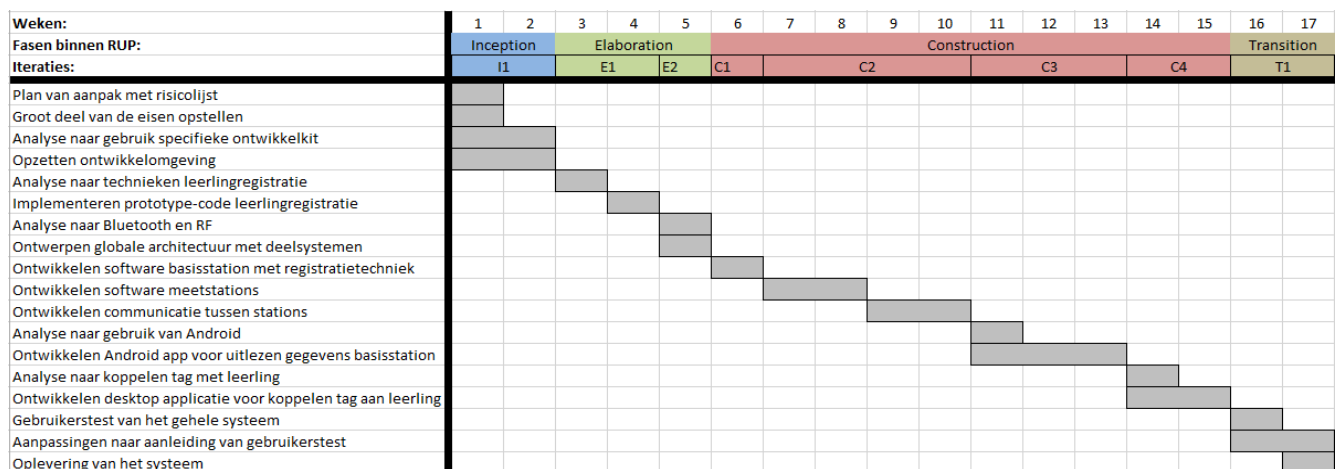 Weken: 1 2 3 4 5 6 7 8 9 10 11 12 13 14 15 16 17
Fasen binnen RUP: Inception Elaboration Construction Transition
Iteraties: I1 E1 E2 C1 C2 C3 C4 T1
Plan van aanpak met risicolijst
Groot deel van de eisen opstellen
Analyse naar gebruik specifieke ontwikkelkit
Opzetten ontwikkelomgeving
Analyse naar technieken leerlingregistratie
Implementeren prototype-code leerlingregistratie
Analyse naar Bluetooth en RF
Ontwerpen globale architectuur met deelsystemen
Ontwikkelen software basisstation met registratietechniek
Ontwikkelen software meetstations
Ontwikkelen communicatie tussen stations
Analyse naar gebruik van Android
Ontwikkelen Android app voor uitlezen gegevens basisstation
Analyse naar koppelen tag met leerling
Ontwikkelen desktop applicatie voor koppelen tag aan leerling
Gebruikerstest van het gehele systeem
Aanpassingen naar aanleiding van gebruikerstest
Oplevering van het systeem